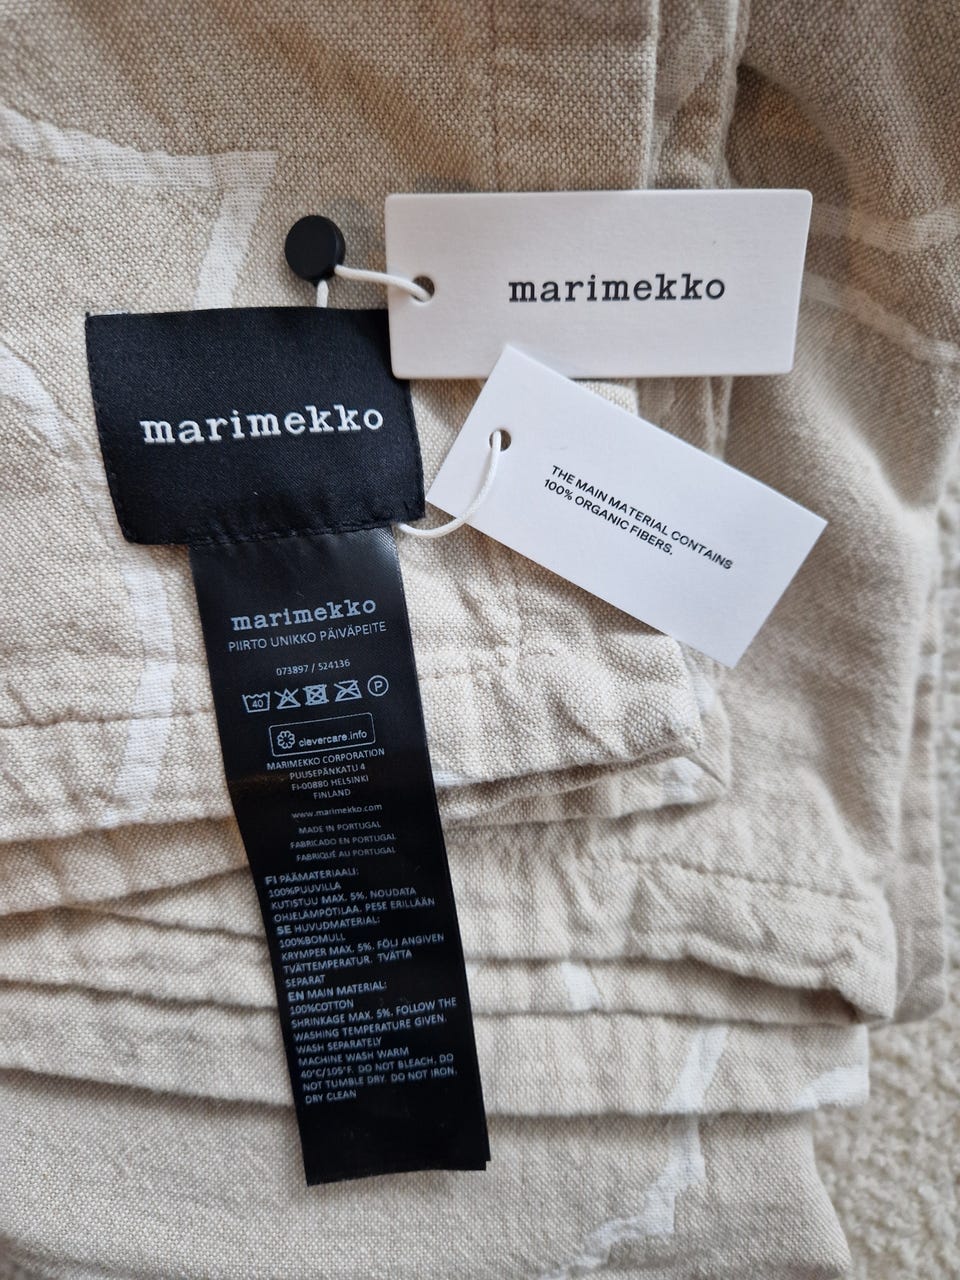 marimekko
marimekko
THE MAIN MATERIAL CONTAINS
100% ORGANIC FIBERS.
marimekko
PIIRTO UNIKKO PÄIVÄPEITE
073897 / 524136
40
P
clevercare.info
MARIMEKKO CORPORATION
PUUSEPÄNKATU 4
FI-00880 HELSINKI
FINLAND
www.marimekko.com
MADE IN PORTUGAL
FABRICADO EN PORTUGAL
FABRIQUÉ AU PORTUGAL
FI PÄÄMATERIAALI:
100%PUUVILLA
KUTISTUU MAX. 5%, NOUDATA
OHJELÄMPÖTILAA. PESE ERILLÄÄN
SE HUVUDMATERIAL:
100%BOMULL
KRYMPER MAX. 5%. FÖLJ ANGIVEN
TVÄTTEMPERATUR. TVÄTTA
SEPARAT
EN MAIN MATERIAL:
100%COTTON
SHRINKAGE MAX. 5%. FOLLOW THE
WASHING TEMPERATURE GIVEN.
WASH SEPARATELY
MACHINE WASH WARM
40°C/105°F. DO NOT BLEACH. DO
NOT TUMBLE DRY. DO NOT IRON.
DRY CLEAN